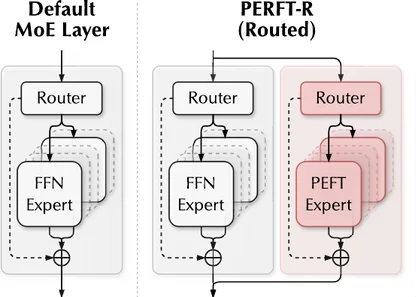 Default
MoE Layer
PERFT-R
(Routed)
Router
FFN
Expert
Router
FFN
Expert
Router
PEFT
Expert